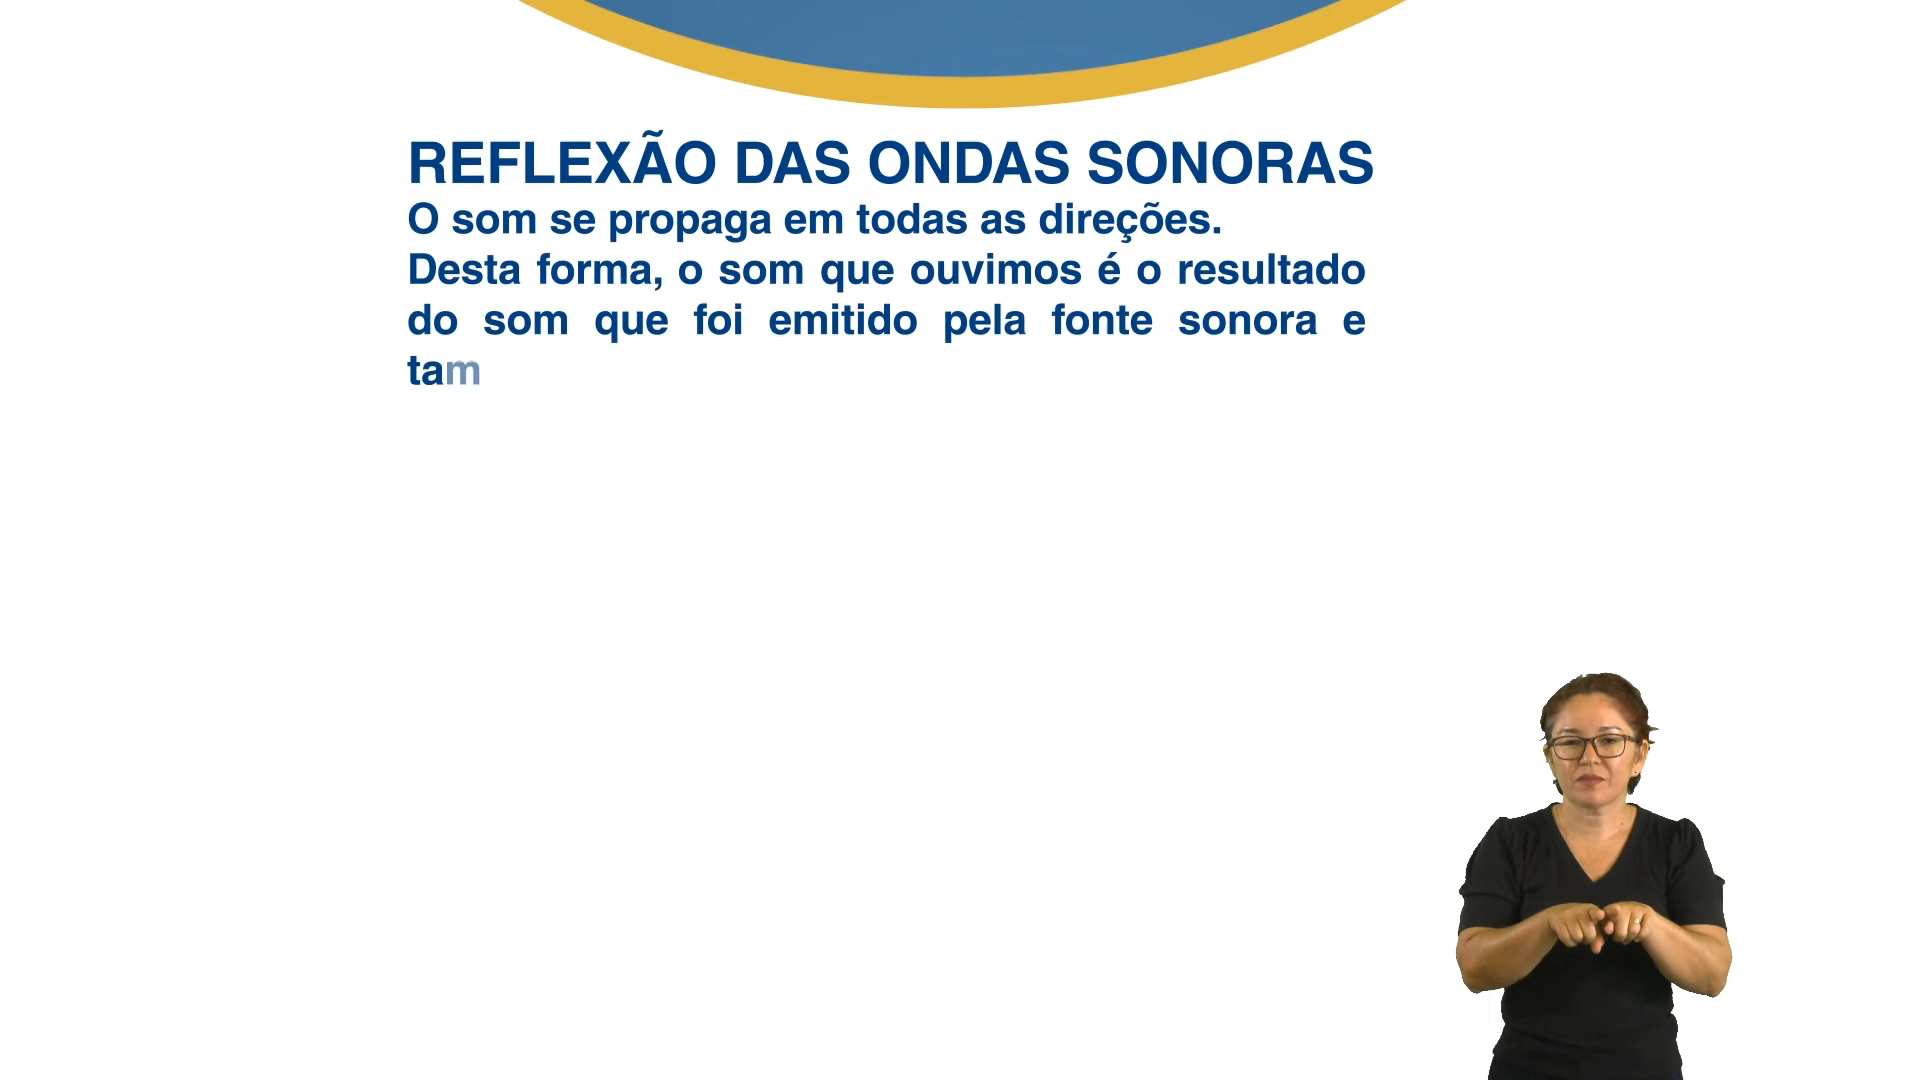 REFLEXÃO DAS ONDAS SONORAS
O som se propaga em todas as direções.
Desta forma, o som que ouvimos é o resultado
do som que foi emitido pela fonte sonora e
tam